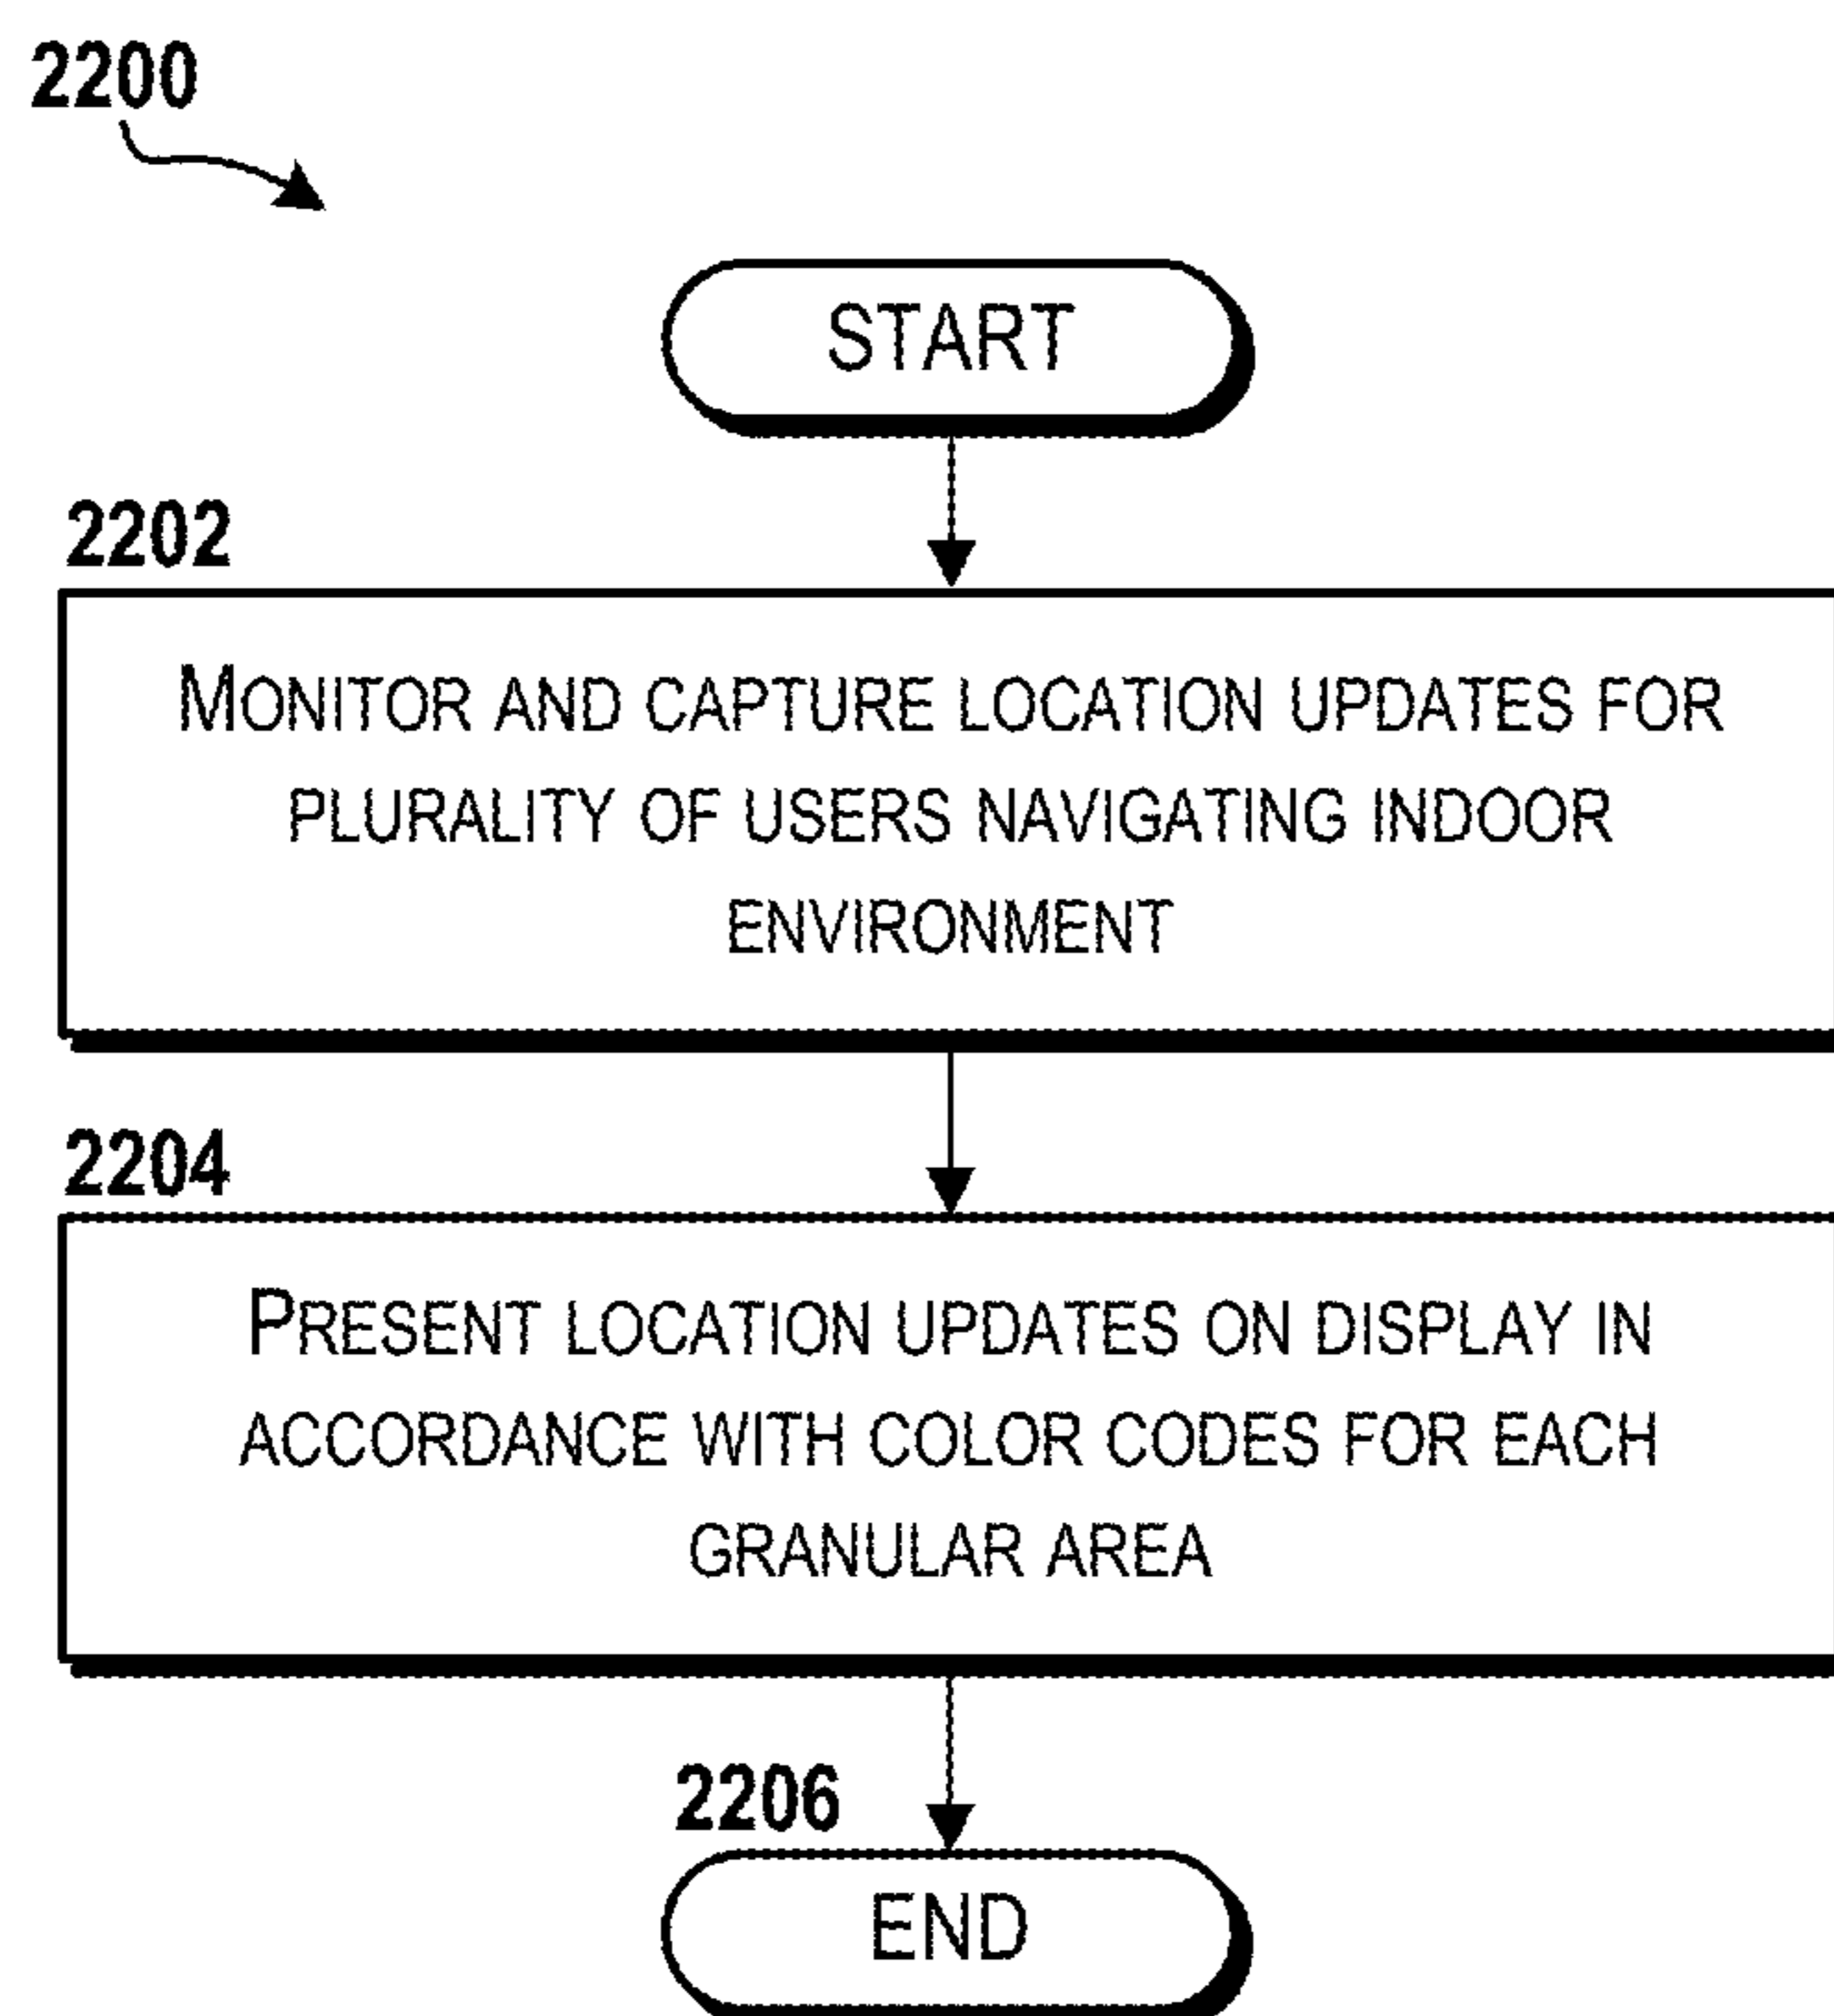 2200
START
2202
MONITOR AND CAPTURE LOCATION UPDATES FOR
PLURALITY OF USERS NAVIGATING INDOOR
ENVIRONMENT
2204
PRESENT LOCATION UPDATES ON DISPLAY IN
ACCORDANCE WITH COLOR CODES FOR EACH
GRANULAR AREA
2206
END